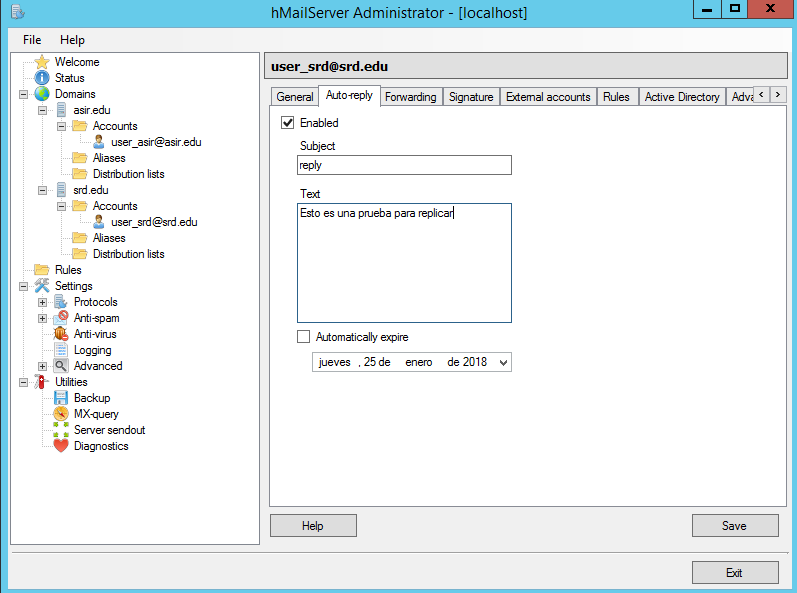 hMailServer Administrator - [localhost]
File Help
Welcome
Status
Domains
asir.edu
Accounts
user_asir@asir.edu
Aliases
Distribution lists
srd.edu
Accounts
user_srd@srd.edu
Aliases
Distribution lists
Rules
Settings
Protocols
Anti-spam
Anti-virus
Logging
Advanced
Utilities
Backup
MX-query
Server sendout
Diagnostics
user_srd@srd.edu
General Auto-reply Forwarding Signature External accounts Rules Active Directory Adva
Enabled
Subject
reply
Text
Esto es una prueba para replicar
Automatically expire
jueves , 25 de enero de 2018
Help Save
Exit